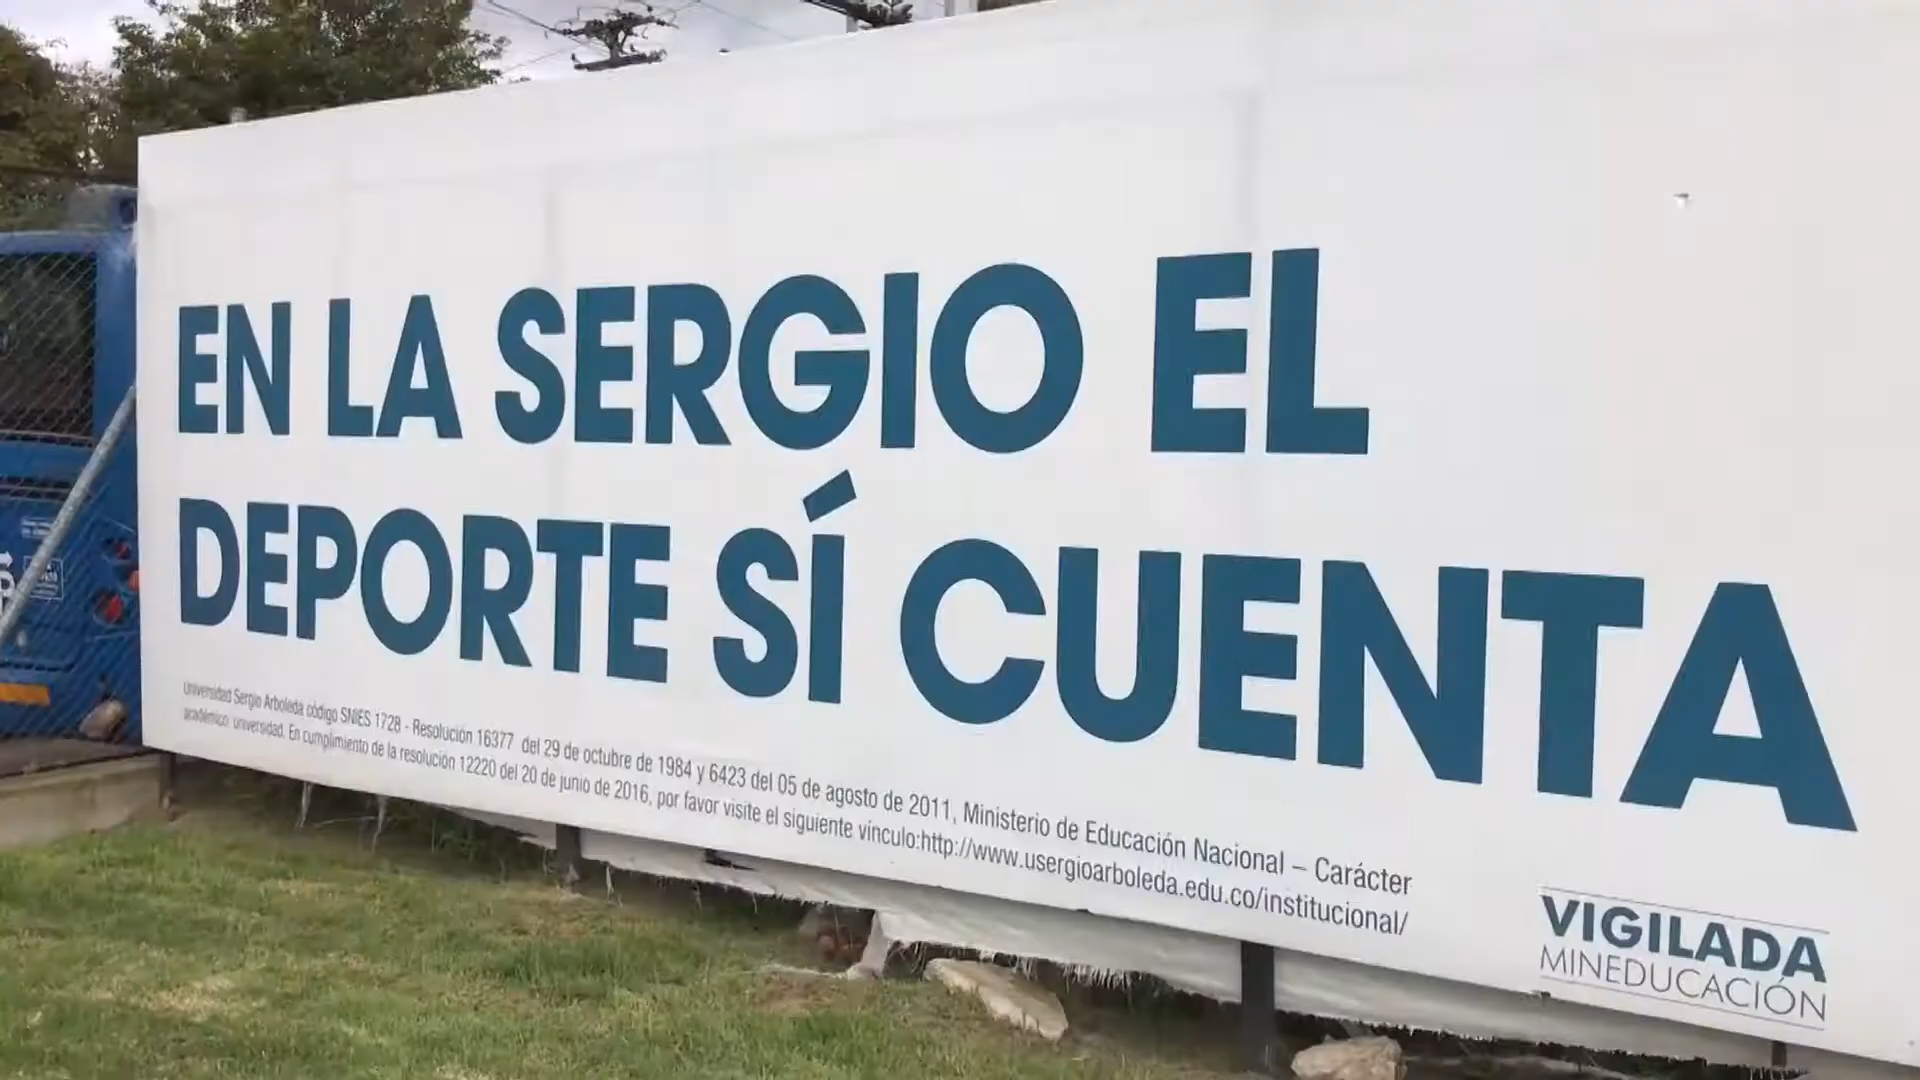 EN LA SERGIO EL
DEPORTE SÍ CUENTA
Universidad Sergio Arboleda código SNIES 1728 - Resolución 16377 del 29 de octubre de 1984 y 6423 del 05 de agosto de 2011, Ministerio de Educación Nacional – Carácter
académico: universidad. En cumplimiento de la resolución 12220 del 20 de junio de 2016, por favor visite el siguiente vínculo:http://www.usergioarboleda.edu.co/institucional/
VIGILADA
MINEDUCACIÓN